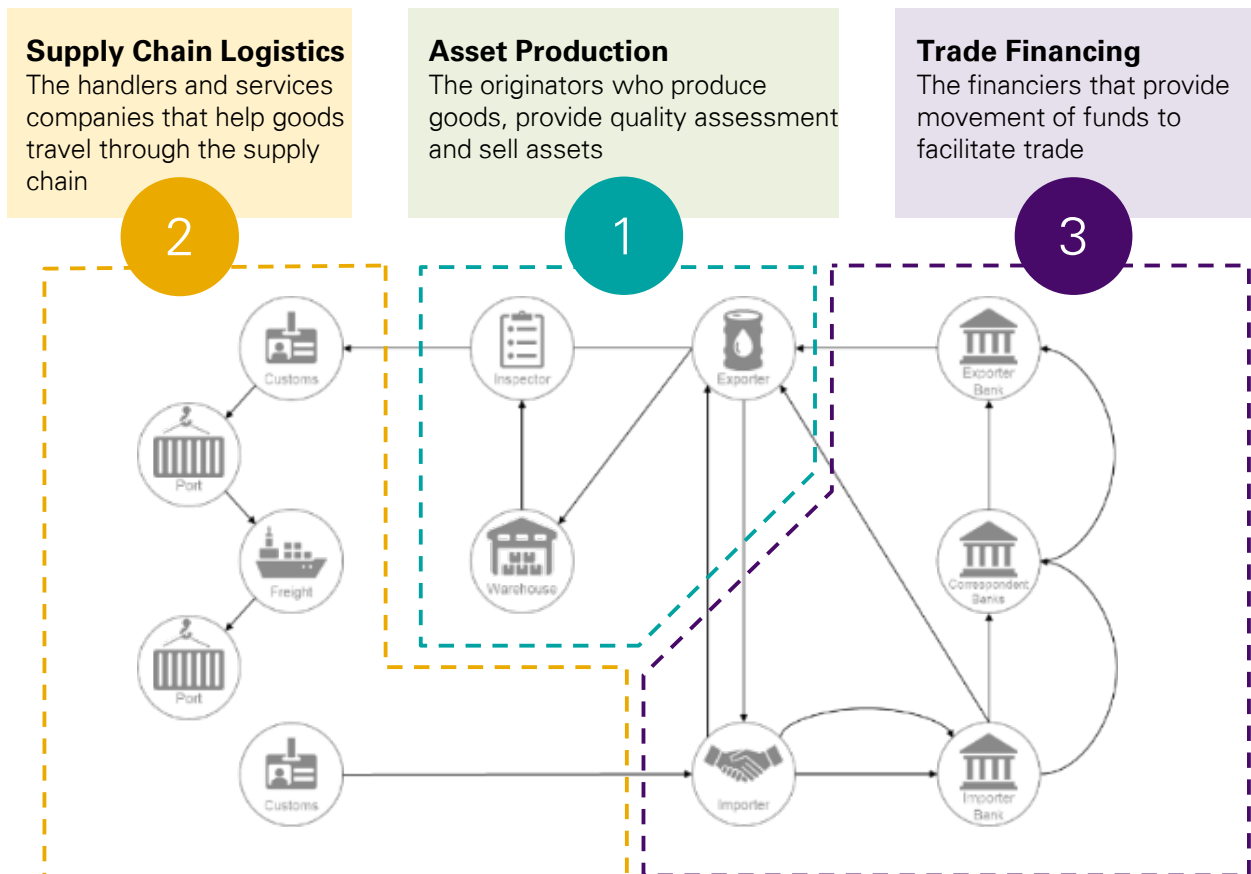 Supply Chain Logistics
The handlers and services
companies that help goods
travel through the supply
chain
Asset Production
The originators who produce
goods, provide quality assessment
and sell assets
Trade Financing
The financiers that provide
movement of funds to
facilitate trade
2
1
3
Customs
Inspector
Exporter
Exporter
Bank
Port
Freight
Warehouse
Correspondent
Banks
Port
Customs
Importer
Importer
Bank